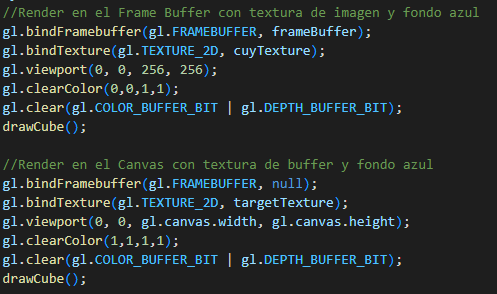 //Render en el Frame Buffer con textura de imagen y fondo azul
gl.bindFramebuffer(gl.FRAMEBUFFER, frameBuffer);
gl.bindTexture(gl.TEXTURE_2D, cuyTexture);
gl.viewport(0, 0, 256, 256);
gl.clearColor(0,0,1,1);
gl.clear(gl.COLOR_BUFFER_BIT | gl.DEPTH_BUFFER_BIT);
drawCube();

//Render en el Canvas con textura de buffer y fondo azul
gl.bindFramebuffer(gl.FRAMEBUFFER, null);
gl.bindTexture(gl.TEXTURE_2D, targetTexture);
gl.viewport(0, 0, gl.canvas.width, gl.canvas.height);
gl.clearColor(1,1,1,1);
gl.clear(gl.COLOR_BUFFER_BIT | gl.DEPTH_BUFFER_BIT);
drawCube();